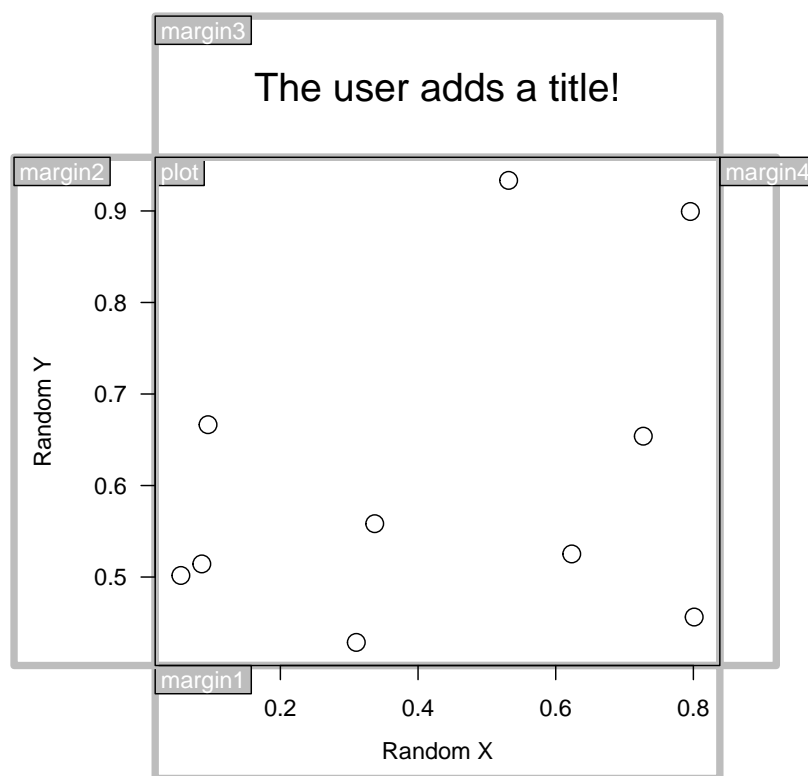 margin3
The user adds a title!
margin2
plot
margin4
0.9
0.8
0.7
0.6
0.5
Random Y
margin1
0.2 0.4 0.6 0.8
Random X